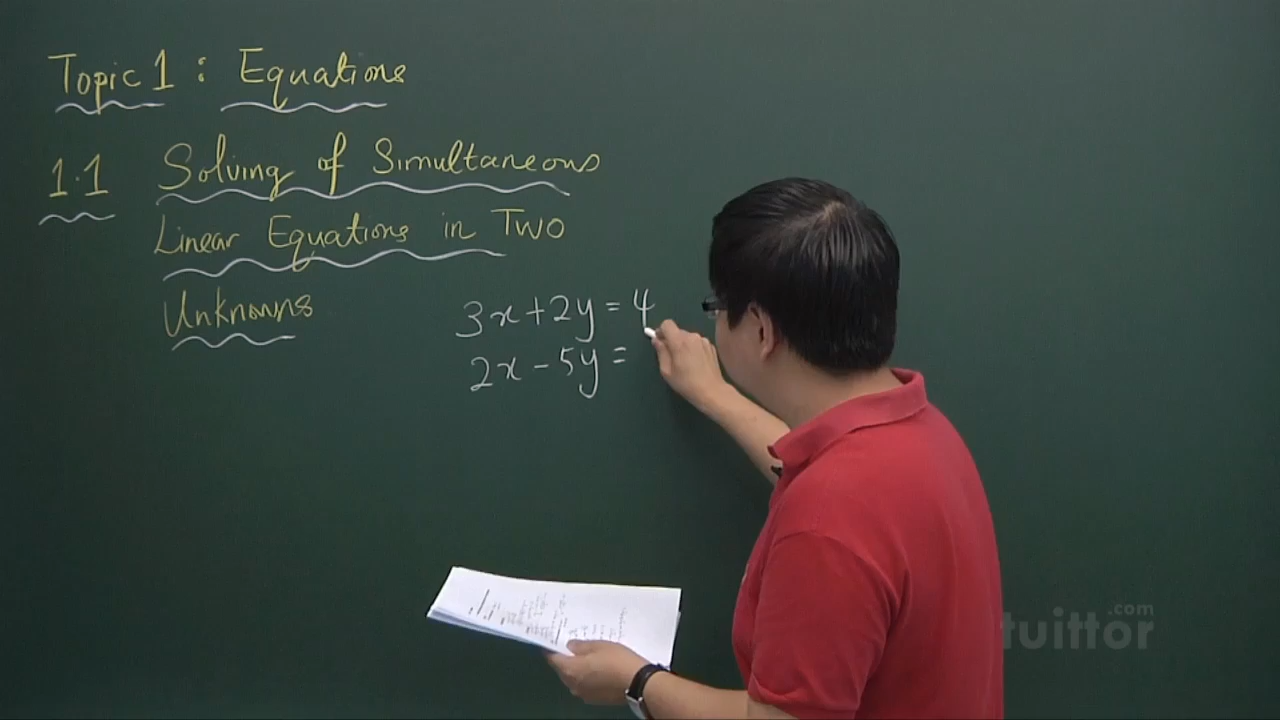 Topic 1 : Equations
1.1 Solving of Simultaneous
Linear Equations in Two
Unknowns
3x + 2y = 4
2x - 5y =
tuittor.com